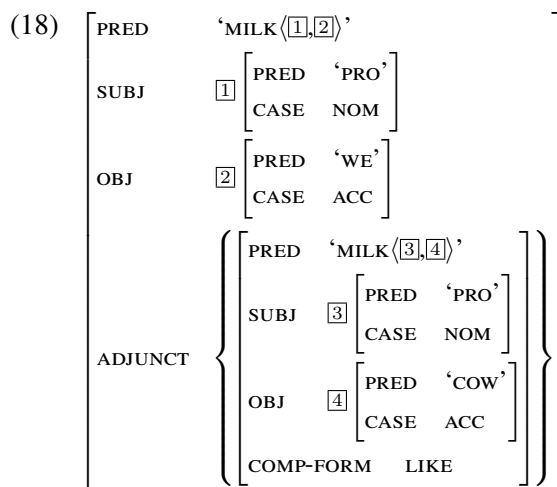 (18)
PRED ‘MILK⟨1,2⟩’
SUBJ 1 PRED ‘PRO’
CASE NOM
OBJ 2 PRED ‘WE’
CASE ACC
ADJUNCT
PRED ‘MILK⟨3,4⟩’
SUBJ 3 PRED ‘PRO’
CASE NOM
OBJ 4 PRED ‘COW’
CASE ACC
COMP-FORM LIKE